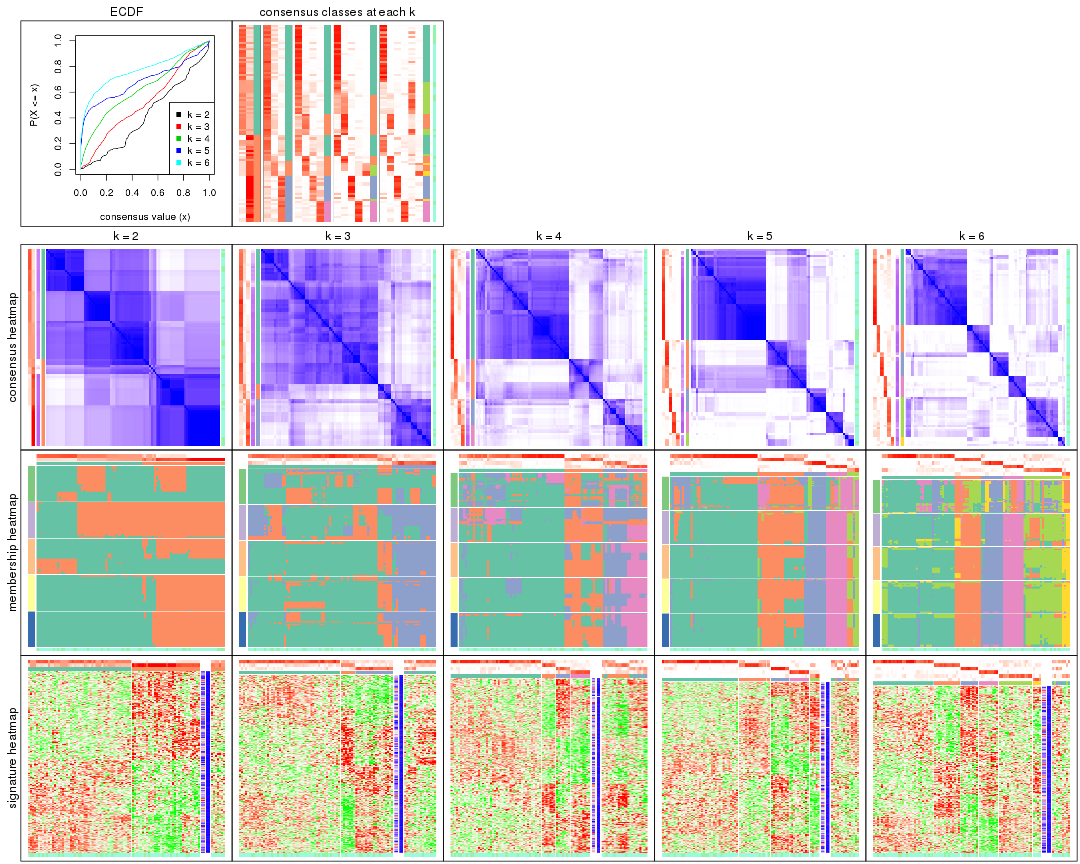 ECDF
consensus classes at each k
P(X <= x)
0.0 0.2 0.4 0.6 0.8 1.0
k = 2
k = 3
k = 4
k = 5
k = 6
0.0 0.2 0.4 0.6 0.8 1.0
consensus value (x)
k = 2 k = 3 k = 4 k = 5 k = 6
consensus heatmap
membership heatmap
signature heatmap